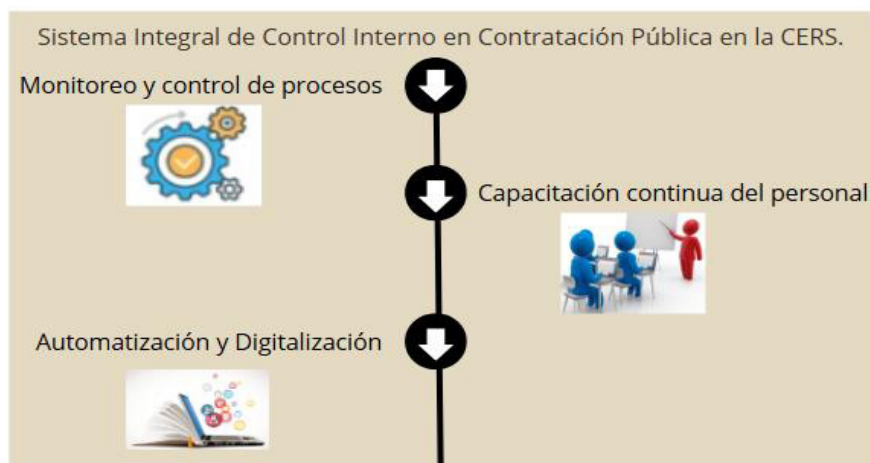 Sistema Integral de Control Interno en Contratación Pública en la CERS.
Monitoreo y control de procesos
Capacitación continua del personal
Automatización y Digitalización